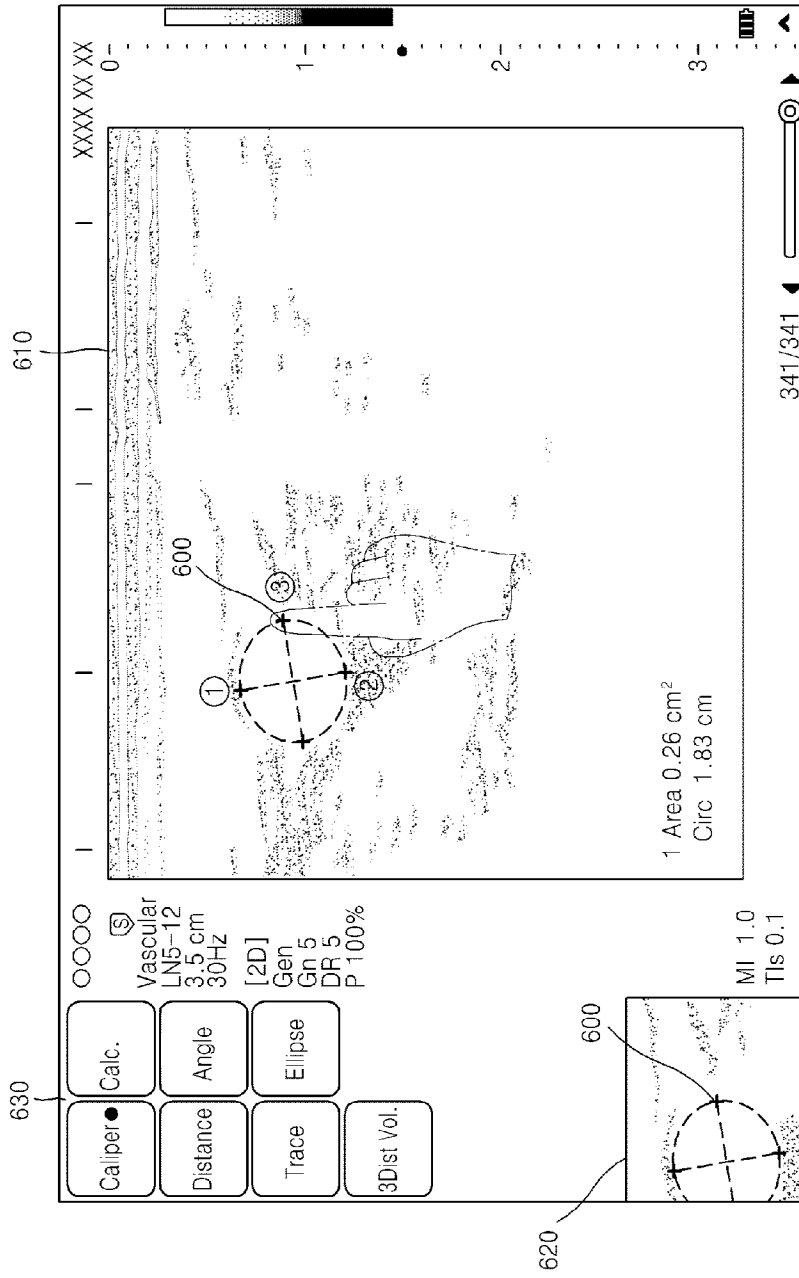 630
Caliper●
Calc.
Distance
Angle
Trace
Ellipse
3Dist Vol.
○○○○
S
Vascular
LN5-12
3.5 cm
30Hz
[2D]
Gen
Gn 5
DR 5
P 100%
MI 1.0
TIs 0.1
620
600
610
600
①
②
③
1 Area 0.26 cm²
Circ 1.83 cm
XXXX XX XX
0
1
2
3
341/341